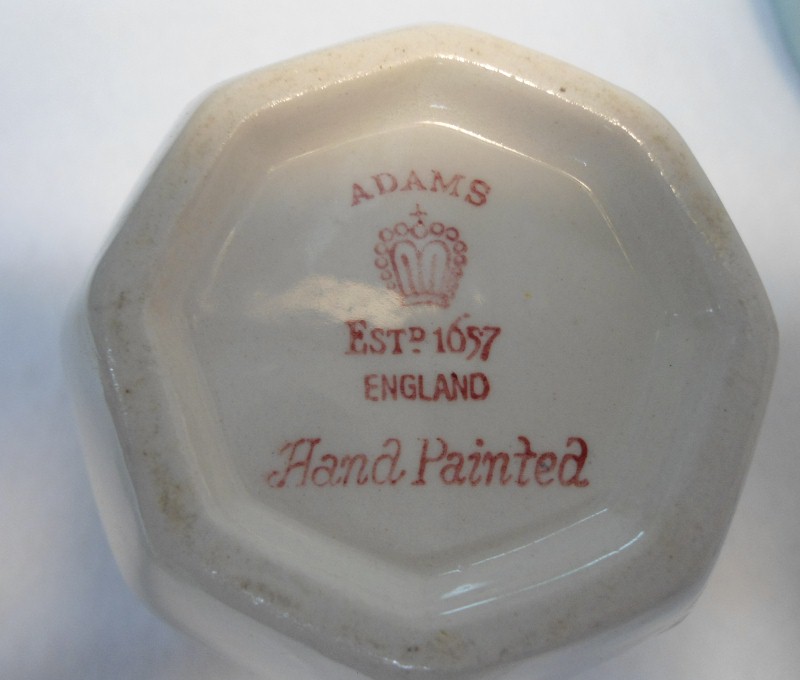 ADAMS
ESTD 1657
ENGLAND
Hand Painted